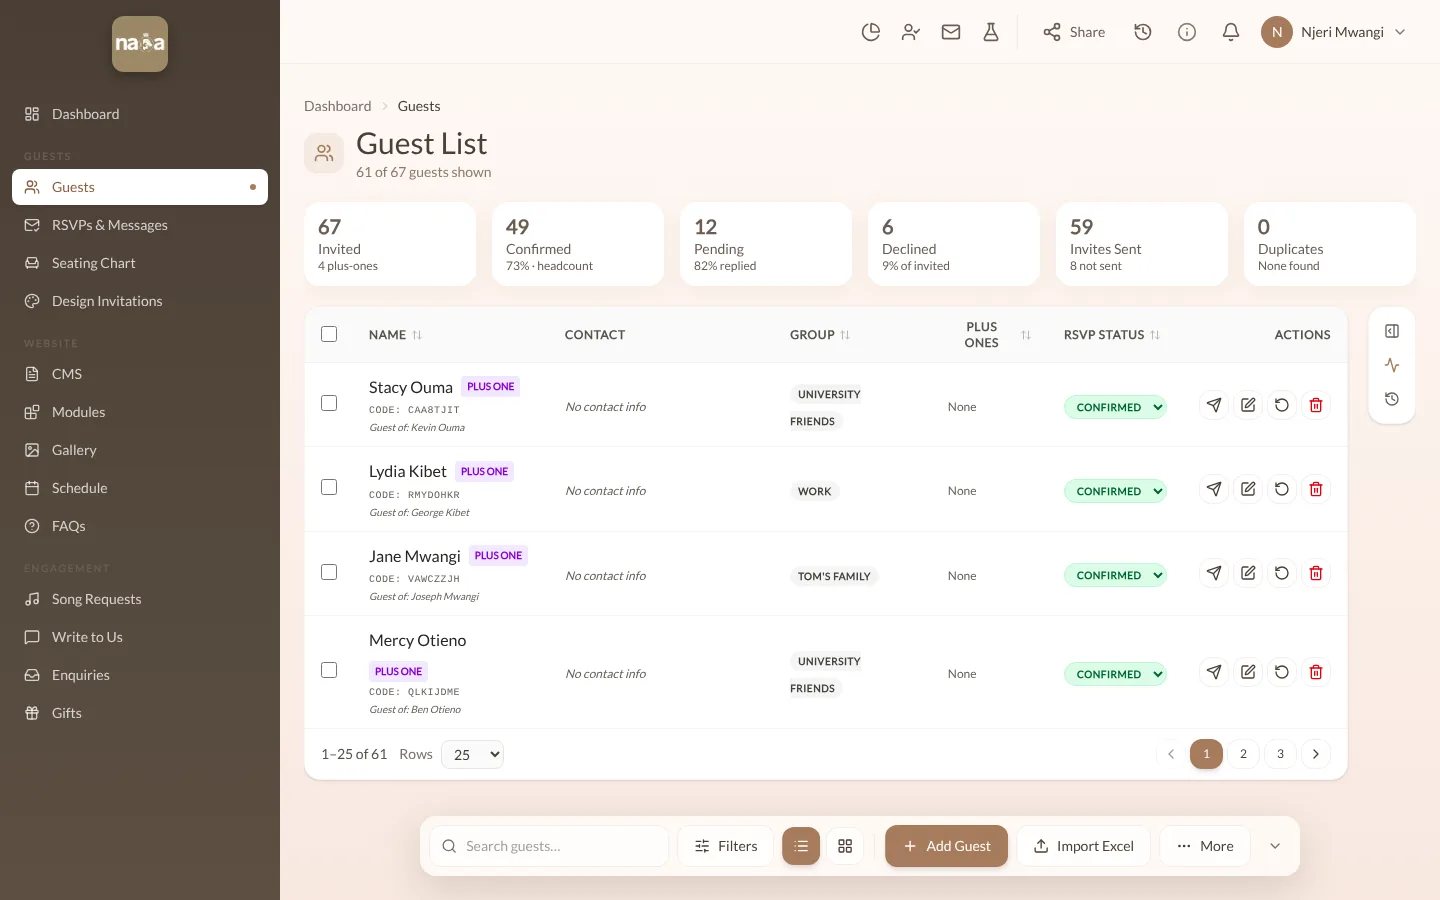 Dashboard
GUESTS
Guests
RSVPs & Messages
Seating Chart
Design Invitations
WEBSITE
CMS
Modules
Gallery
Schedule
FAQs
ENGAGEMENT
Song Requests
Write to Us
Enquiries
Gifts
Share
N
Njeri Mwangi
Dashboard > Guests
Guest List
61 of 67 guests shown
67
Invited
4 plus-ones
49
Confirmed
73% · headcount
12
Pending
82% replied
6
Declined
9% of invited
59
Invites Sent
8 not sent
0
Duplicates
None found
NAME CONTACT GROUP PLUS ONES RSVP STATUS ACTIONS
Stacy Ouma PLUS ONE
CODE: CAA8TJIT
Guest of: Kevin Ouma
No contact info
UNIVERSITY
FRIENDS
None
CONFIRMED
Lydia Kibet PLUS ONE
CODE: RMYDOHKR
Guest of: George Kibet
No contact info
WORK
None
CONFIRMED
Jane Mwangi PLUS ONE
CODE: VAWCZZJH
Guest of: Joseph Mwangi
No contact info
TOM'S FAMILY
None
CONFIRMED
Mercy Otieno
PLUS ONE
CODE: QLKIJDME
Guest of: Ben Otieno
No contact info
UNIVERSITY
FRIENDS
None
CONFIRMED
1–25 of 61 Rows 25
1 2 3
Search guests...
Filters
Add Guest
Import Excel
More